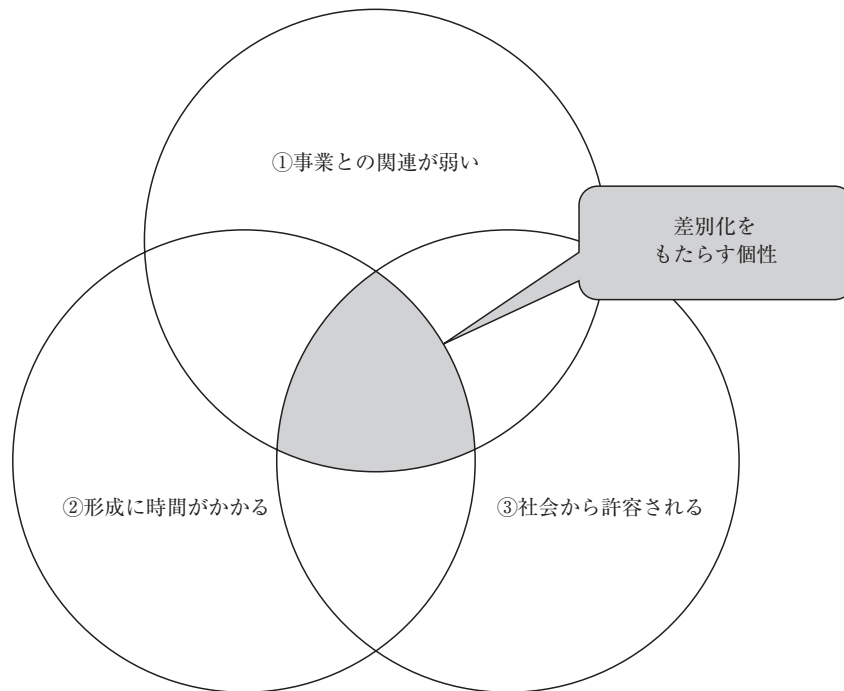 ①事業との関連が弱い
差別化を
もたらす個性
②形成に時間がかかる
③社会から許容される